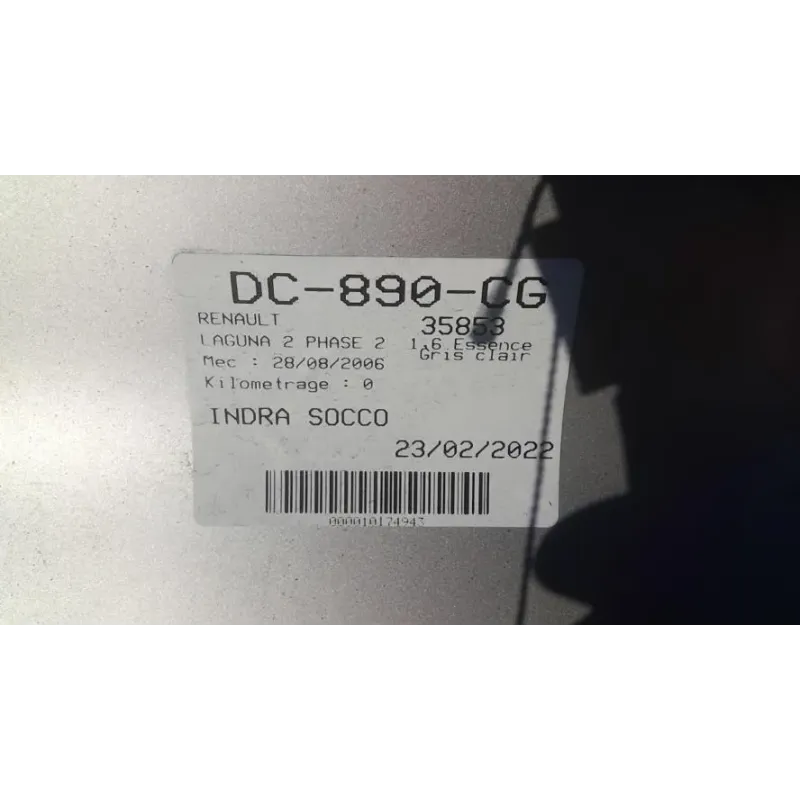 DC-890-CG
RENAULT 35853
LAGUNA 2 PHASE 2 1.6 Essence
Mec : 28/08/2006 Gris clair
Kilometrage : 0
INDRA SOCCO
23/02/2022
000010174943